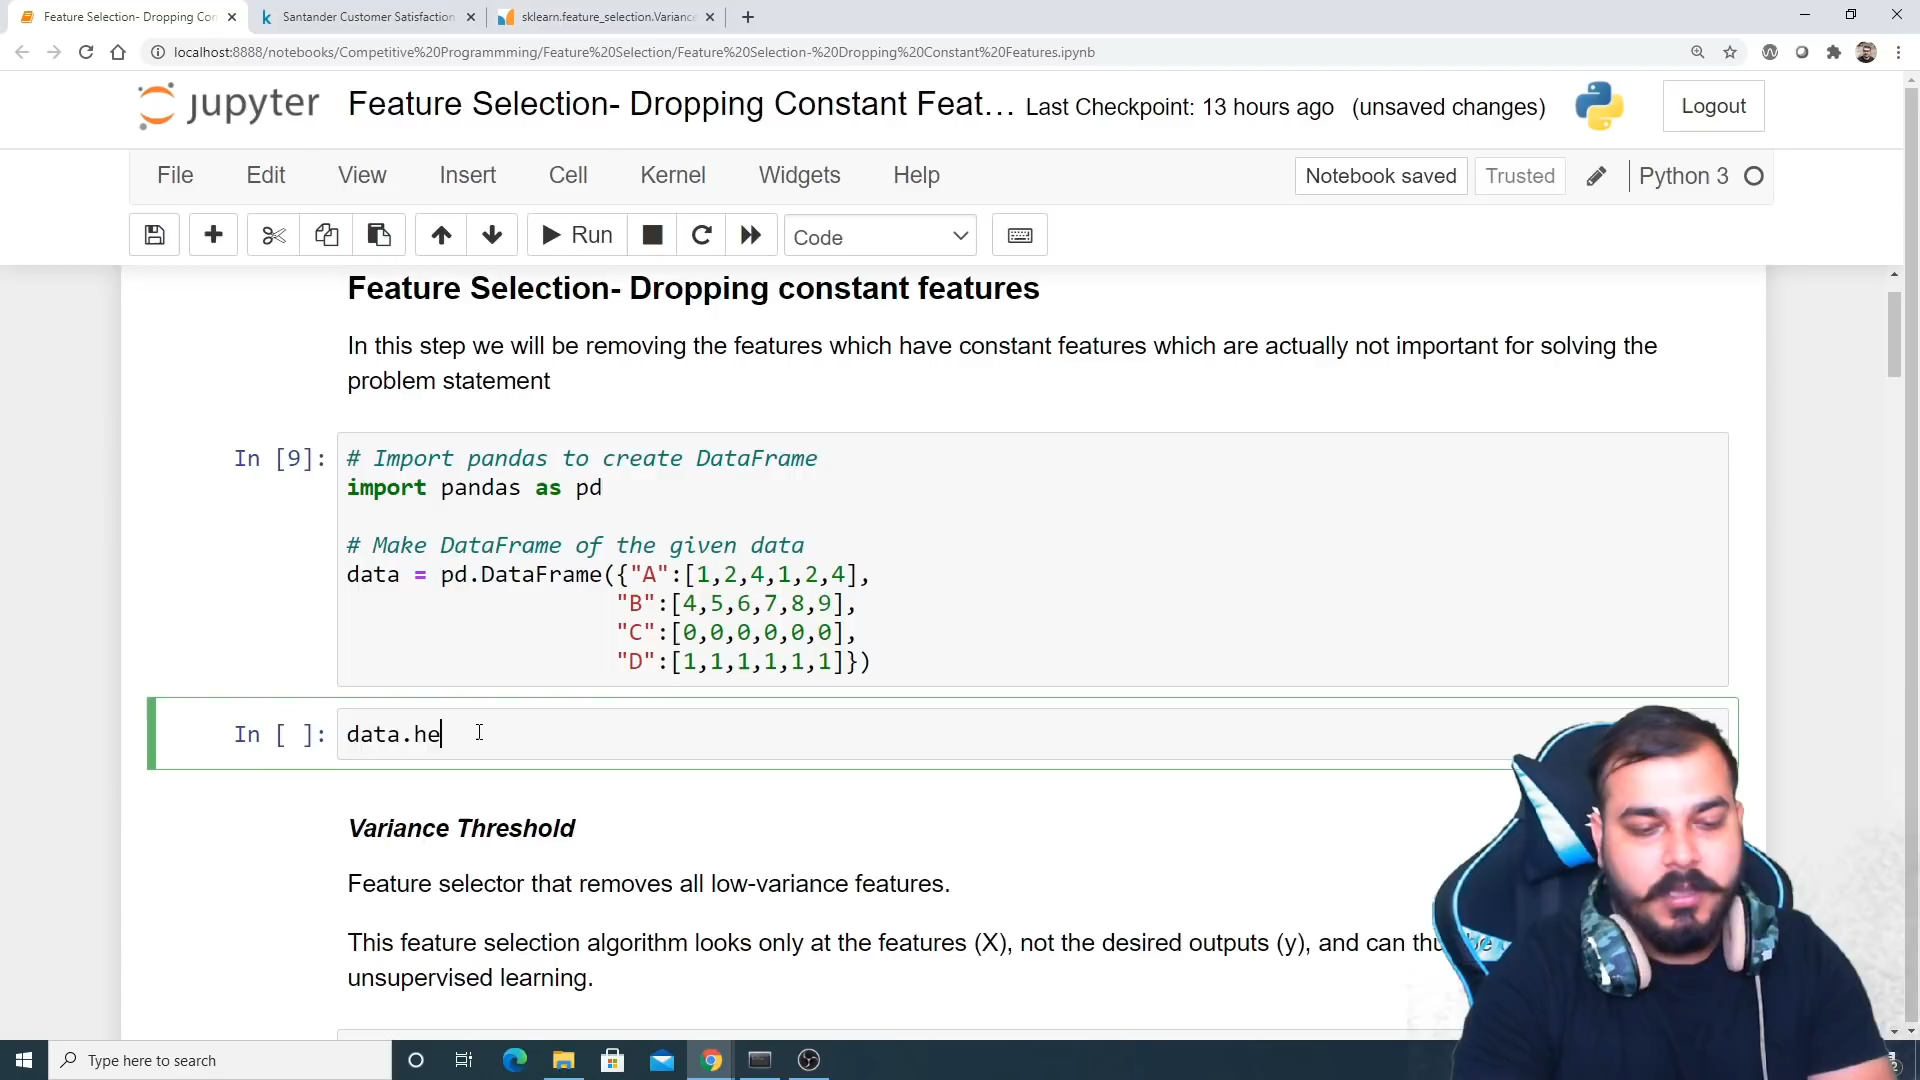 Feature Selection- Dropping Con
Santander Customer Satisfaction
sklearn.feature_selection.Varianc
localhost:8888/notebooks/Competitive%20Programmming/Feature%20Selection/Feature%20Selection-%20Dropping%20Constant%20Features.ipynb
jupyter Feature Selection- Dropping Constant Feat... Last Checkpoint: 13 hours ago (unsaved changes) Logout
File Edit View Insert Cell Kernel Widgets Help Notebook saved Trusted Python 3
Run Code
Feature Selection- Dropping constant features
In this step we will be removing the features which have constant features which are actually not important for solving the
problem statement
In [9]: # Import pandas to create DataFrame
import pandas as pd
# Make DataFrame of the given data
data = pd.DataFrame({"A":[1,2,4,1,2,4],
"B":[4,5,6,7,8,9],
"C":[0,0,0,0,0,0],
"D":[1,1,1,1,1,1]})
In [ ]: data.he
Variance Threshold
Feature selector that removes all low-variance features.
This feature selection algorithm looks only at the features (X), not the desired outputs (y), and can thus be
unsupervised learning.
Type here to search